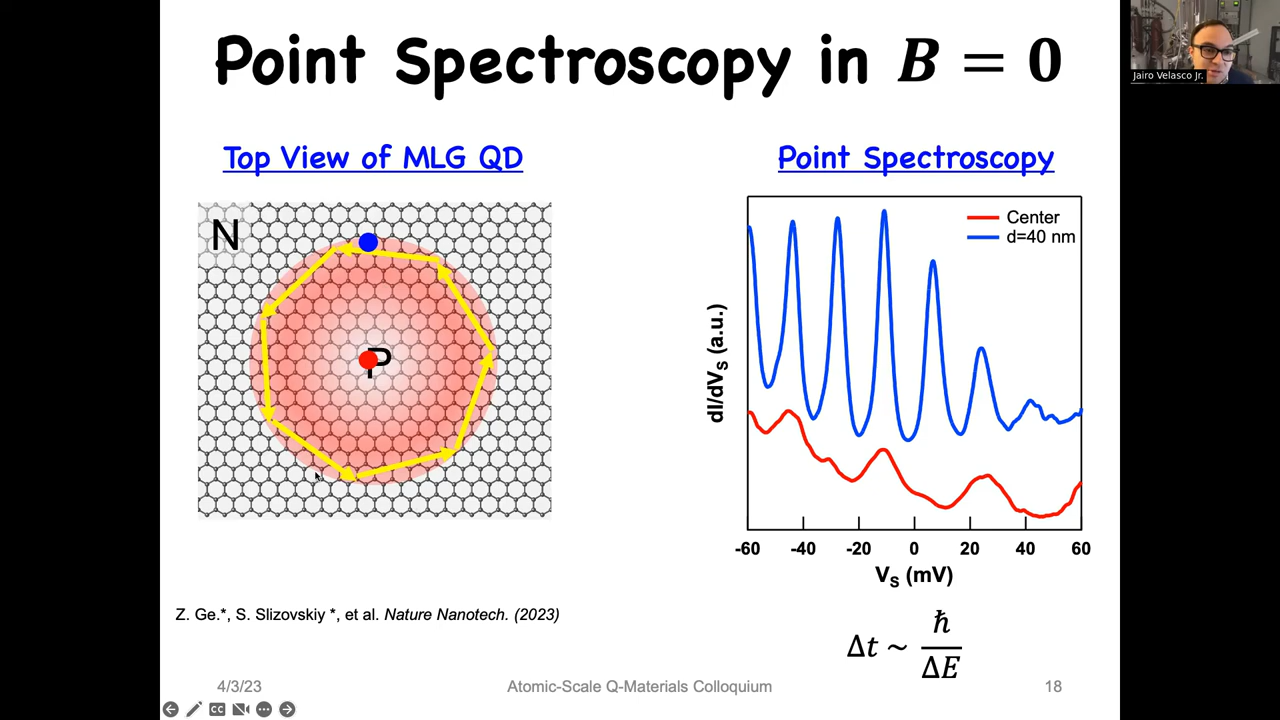 Point Spectroscopy in B = 0
Jairo Velasco Jr.
Top View of MLG QD
N
P
Point Spectroscopy
Center
d=40 nm
dI/dVS (a.u.)
-60 -40 -20 0 20 40 60
VS (mV)
Z. Ge.*, S. Slizovskiy *, et al. Nature Nanotech. (2023)
Δt ~ ħ/ΔE
4/3/23 Atomic-Scale Q-Materials Colloquium 18
CC